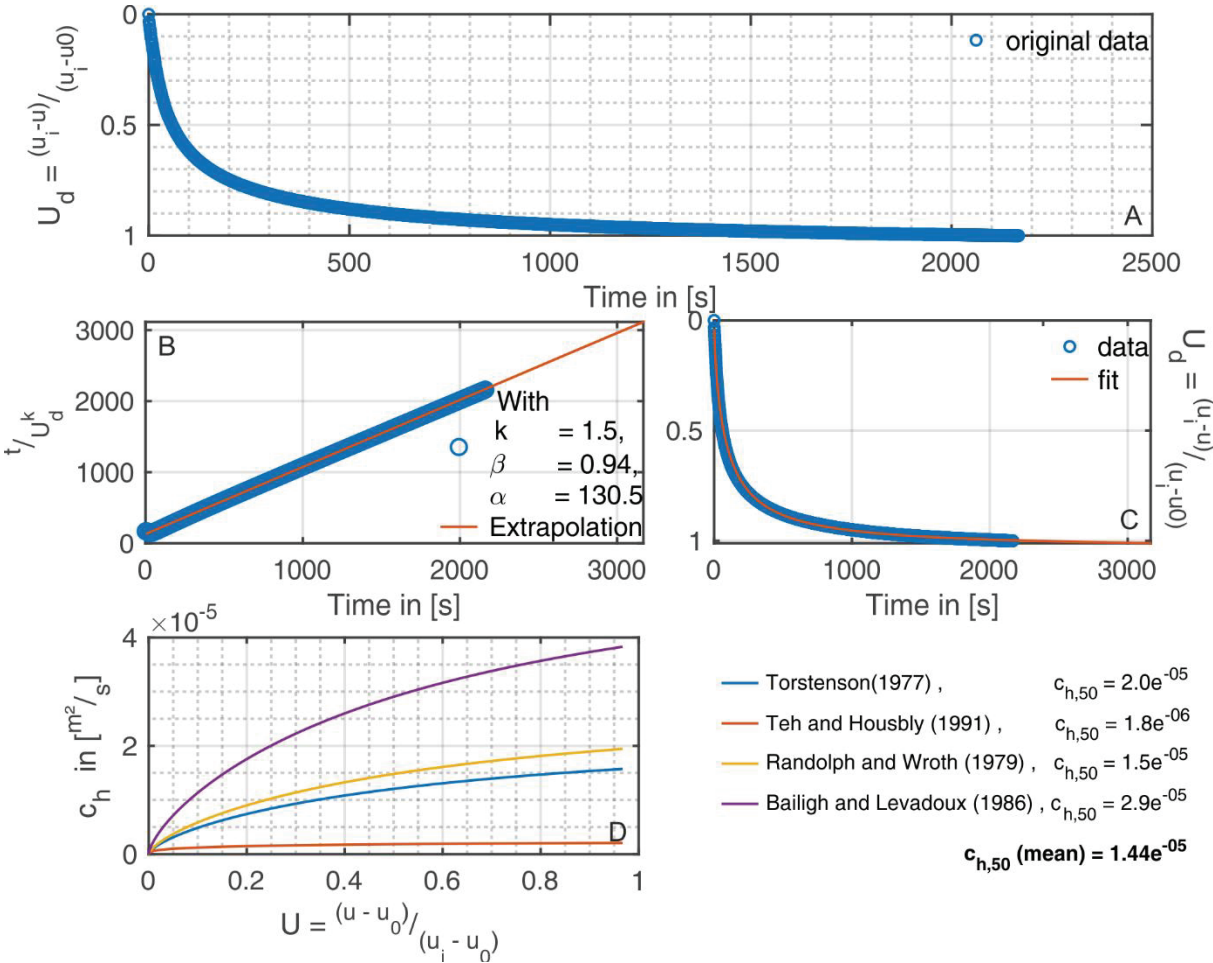 0
0.5
1
U_d = (u_i-u)/(u_i-u0)
original data
A
0 500 1000 1500 2000 2500
Time in [s]
3000
2000
1000
0
t/U_d^k
B
With
k = 1.5,
β = 0.94,
α = 130.5
Extrapolation
0 1000 2000 3000
Time in [s]
0
0.5
1
data
fit
C
U_d = (u_i-u)/(u_i-u0)
0 1000 2000 3000
Time in [s]
×10^-5
4
2
0
c_h in [m²/s]
D
0 0.2 0.4 0.6 0.8 1
U = (u - u_0)/(u_i - u_0)
Torstenson(1977) , c_h,50 = 2.0e^-05
Teh and Housbly (1991) , c_h,50 = 1.8e^-06
Randolph and Wroth (1979) , c_h,50 = 1.5e^-05
Bailigh and Levadoux (1986) , c_h,50 = 2.9e^-05
c_h,50 (mean) = 1.44e^-05